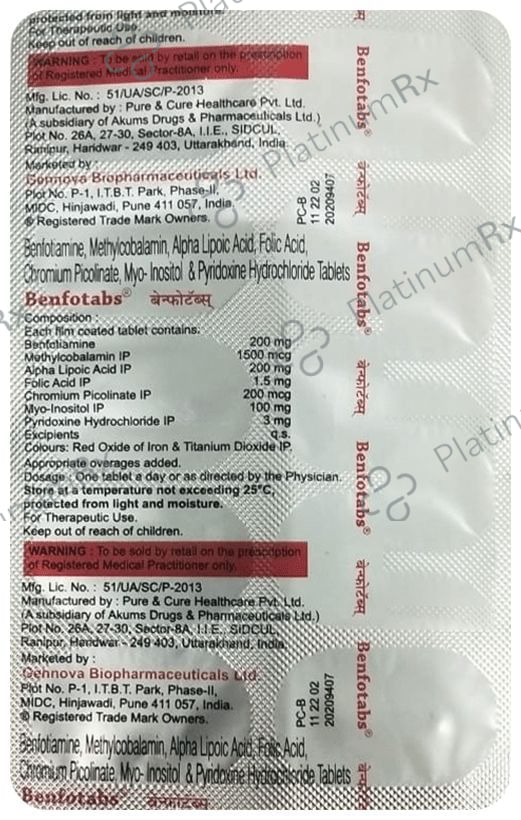 protected from light and moisture.
For Therapeutic Use.
Keep out of reach of children.
WARNING : To be sold by retail on the prescription
of Registered Medical Practitioner only.
Mfg. Lic. No. : 51/UA/SC/P-2013
Manufactured by : Pure & Cure Healthcare Pvt. Ltd.
(A subsidiary of Akums Drugs & Pharmaceuticals Ltd.)
Plot No. 26A, 27-30, Sector-8A, I.I.E., SIDCUL,
Ranipur, Haridwar - 249 403, Uttarakhand, India.
Marketed by :
Gennova Biopharmaceuticals Ltd.
Plot No. P-1, I.T.B.T. Park, Phase-II,
MIDC, Hinjawadi, Pune 411 057, India.
® Registered Trade Mark Owners.
PC-B
11 22 02
20209407
Benfotiamine, Methylcobalamin, Alpha Lipoic Acid, Folic Acid,
Chromium Picolinate, Myo- Inositol & Pyridoxine Hydrochloride Tablets
Benfotabs® बेन्फोटॅब्स्
Composition :
Each film coated tablet contains:
Benfotiamine 200 mg
Methylcobalamin IP 1500 mcg
Alpha Lipoic Acid IP 200 mg
Folic Acid IP 1.5 mg
Chromium Picolinate IP 200 mcg
Myo-Inositol IP 100 mg
Pyridoxine Hydrochloride IP 3 mg
Excipients q.s.
Colours: Red Oxide of Iron & Titanium Dioxide IP.
Appropriate overages added.
Dosage : One tablet a day or as directed by the Physician.
Store at a temperature not exceeding 25°C,
protected from light and moisture.
For Therapeutic Use.
Keep out of reach of children.
WARNING : To be sold by retail on the prescription
of Registered Medical Practitioner only.
Mfg. Lic. No. : 51/UA/SC/P-2013
Manufactured by : Pure & Cure Healthcare Pvt. Ltd.
(A subsidiary of Akums Drugs & Pharmaceuticals Ltd.)
Plot No. 26A, 27-30, Sector-8A, I.I.E., SIDCUL,
Ranipur, Haridwar - 249 403, Uttarakhand, India.
Marketed by :
Gennova Biopharmaceuticals Ltd.
Plot No. P-1, I.T.B.T. Park, Phase-II,
MIDC, Hinjawadi, Pune 411 057, India.
® Registered Trade Mark Owners.
PC-B
11 22 02
20209407
Benfotiamine, Methylcobalamin, Alpha Lipoic Acid, Folic Acid,
Chromium Picolinate, Myo- Inositol & Pyridoxine Hydrochloride Tablets
Benfotabs® बेन्फोटॅब्स्
Benfotabs®
बेन्फोटॅब्स्
Benfotabs®
बेन्फोटॅब्स्
Benfotabs®
बेन्फोटॅब्स्
Benfotabs®
PlatinumRx
PlatinumRx